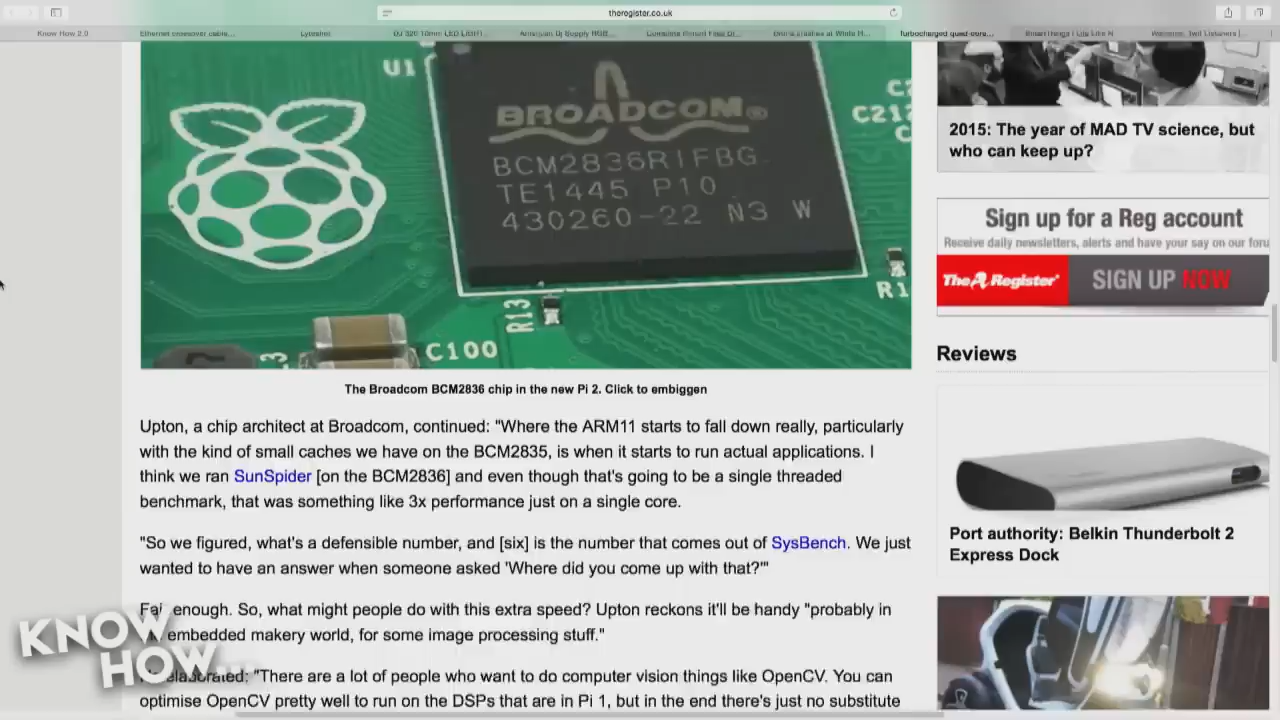 theregister.co.uk
Know How 2.0
Ethernet crossover cable...
U1
BROADCOM®
BCM2836RIFBG
TE1445 P10
430260-22 N3 W
R13
C100
R1
The Broadcom BCM2836 chip in the new Pi 2. Click to embiggen
Upton, a chip architect at Broadcom, continued: "Where the ARM11 starts to fall down really, particularly
with the kind of small caches we have on the BCM2835, is when it starts to run actual applications. I
think we ran SunSpider [on the BCM2836] and even though that's going to be a single threaded
benchmark, that was something like 3x performance just on a single core.
"So we figured, what's a defensible number, and [six] is the number that comes out of SysBench. We just
wanted to have an answer when someone asked 'Where did you come up with that?'"
enough. So, what might people do with this extra speed? Upton reckons it'll be handy "probably in
embedded makery world, for some image processing stuff."
elaborated: "There are a lot of people who want to do computer vision things like OpenCV. You can
optimise OpenCV pretty well to run on the DSPs that are in Pi 1, but in the end there's just no substitute
2015: The year of MAD TV science, but
who can keep up?
Sign up for a Reg account
Receive daily newsletters, alerts and have your say on our foru
The Register®
SIGN UP NOW
Reviews
Port authority: Belkin Thunderbolt 2
Express Dock
KNOW
HOW...